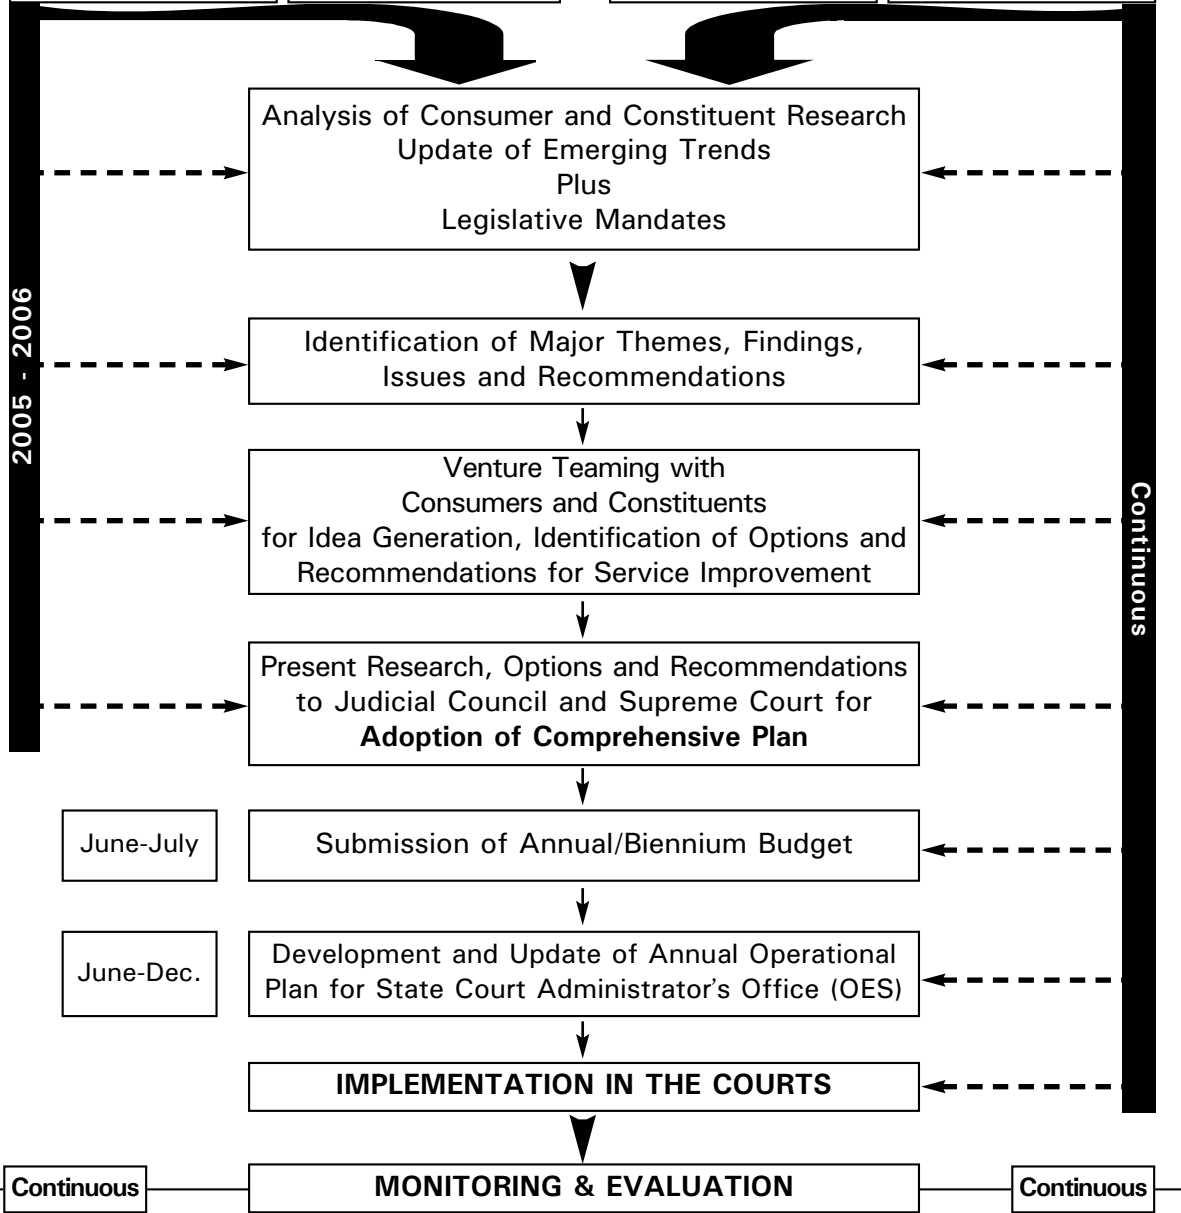 Analysis of Consumer and Constituent Research
Update of Emerging Trends
Plus
Legislative Mandates
2005 - 2006
Identification of Major Themes, Findings,
Issues and Recommendations
Venture Teaming with
Consumers and Constituents
for Idea Generation, Identification of Options and
Recommendations for Service Improvement
Continuous
Present Research, Options and Recommendations
to Judicial Council and Supreme Court for
Adoption of Comprehensive Plan
June-July
Submission of Annual/Biennium Budget
June-Dec.
Development and Update of Annual Operational
Plan for State Court Administrator's Office (OES)
IMPLEMENTATION IN THE COURTS
Continuous
MONITORING & EVALUATION
Continuous